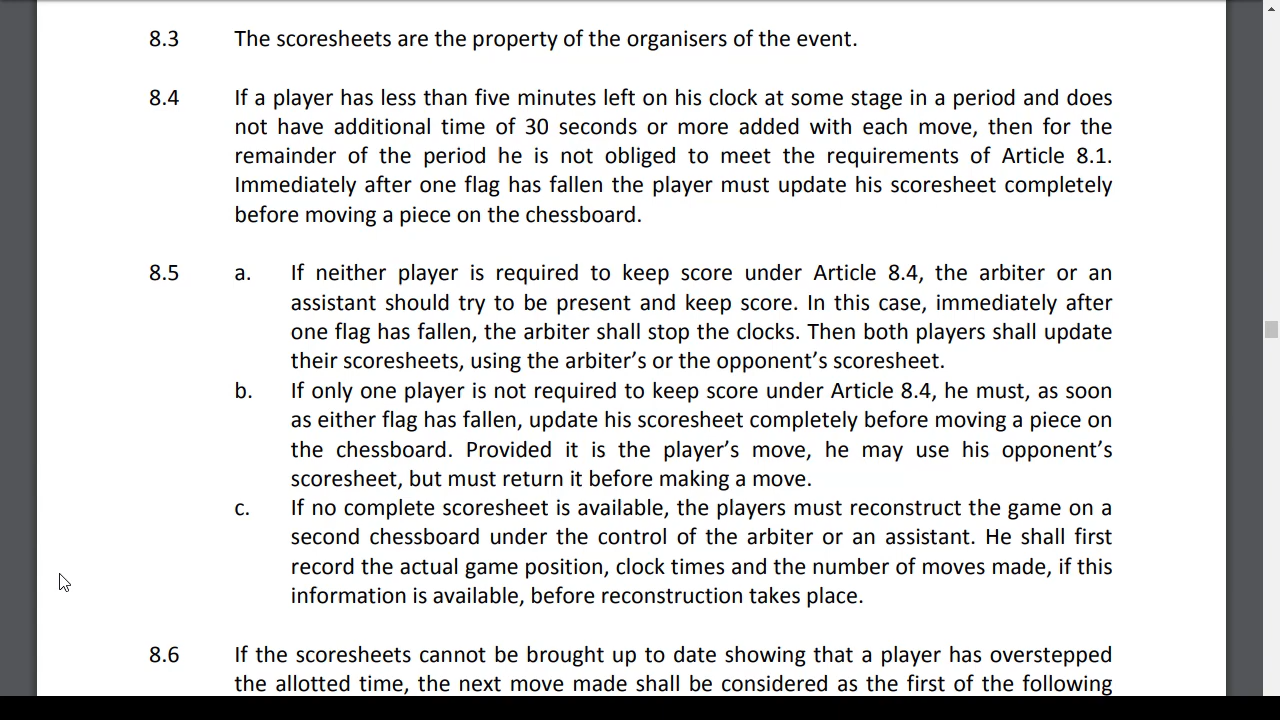 8.3 The scoresheets are the property of the organisers of the event.
8.4 If a player has less than five minutes left on his clock at some stage in a period and does
not have additional time of 30 seconds or more added with each move, then for the
remainder of the period he is not obliged to meet the requirements of Article 8.1.
Immediately after one flag has fallen the player must update his scoresheet completely
before moving a piece on the chessboard.
8.5 a. If neither player is required to keep score under Article 8.4, the arbiter or an
assistant should try to be present and keep score. In this case, immediately after
one flag has fallen, the arbiter shall stop the clocks. Then both players shall update
their scoresheets, using the arbiter’s or the opponent’s scoresheet.
b. If only one player is not required to keep score under Article 8.4, he must, as soon
as either flag has fallen, update his scoresheet completely before moving a piece on
the chessboard. Provided it is the player’s move, he may use his opponent’s
scoresheet, but must return it before making a move.
c. If no complete scoresheet is available, the players must reconstruct the game on a
second chessboard under the control of the arbiter or an assistant. He shall first
record the actual game position, clock times and the number of moves made, if this
information is available, before reconstruction takes place.
8.6 If the scoresheets cannot be brought up to date showing that a player has overstepped
the allotted time, the next move made shall be considered as the first of the following